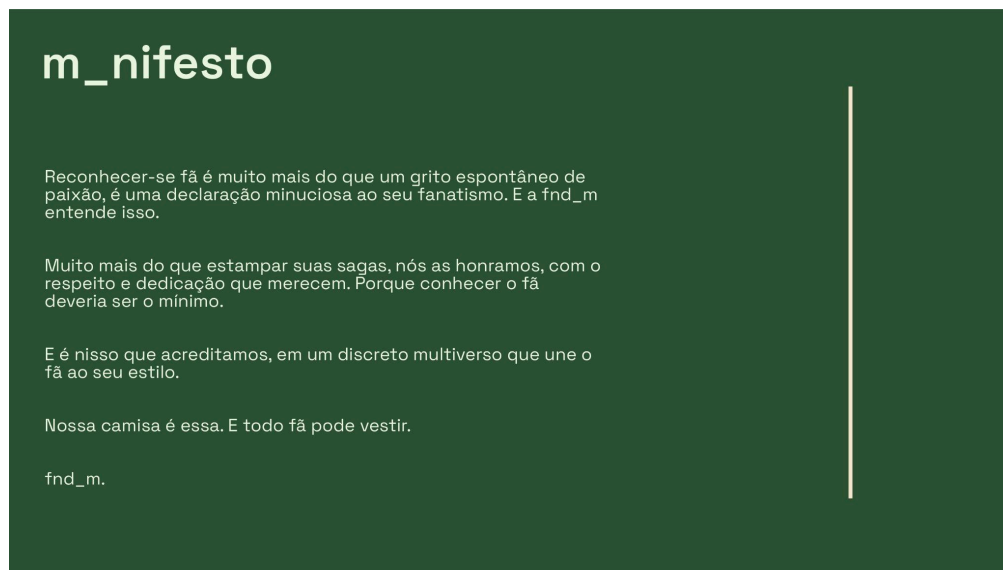 m_nifesto
Reconhecer-se fã é muito mais do que um grito espontâneo de
paixão, é uma declaração minuciosa ao seu fanatismo. E a fnd_m
entende isso.
Muito mais do que estampar suas sagas, nós as honramos, com o
respeito e dedicação que merecem. Porque conhecer o fã
deveria ser o mínimo.
E é nisso que acreditamos, em um discreto multiverso que une o
fã ao seu estilo.
Nossa camisa é essa. E todo fã pode vestir.
fnd_m.